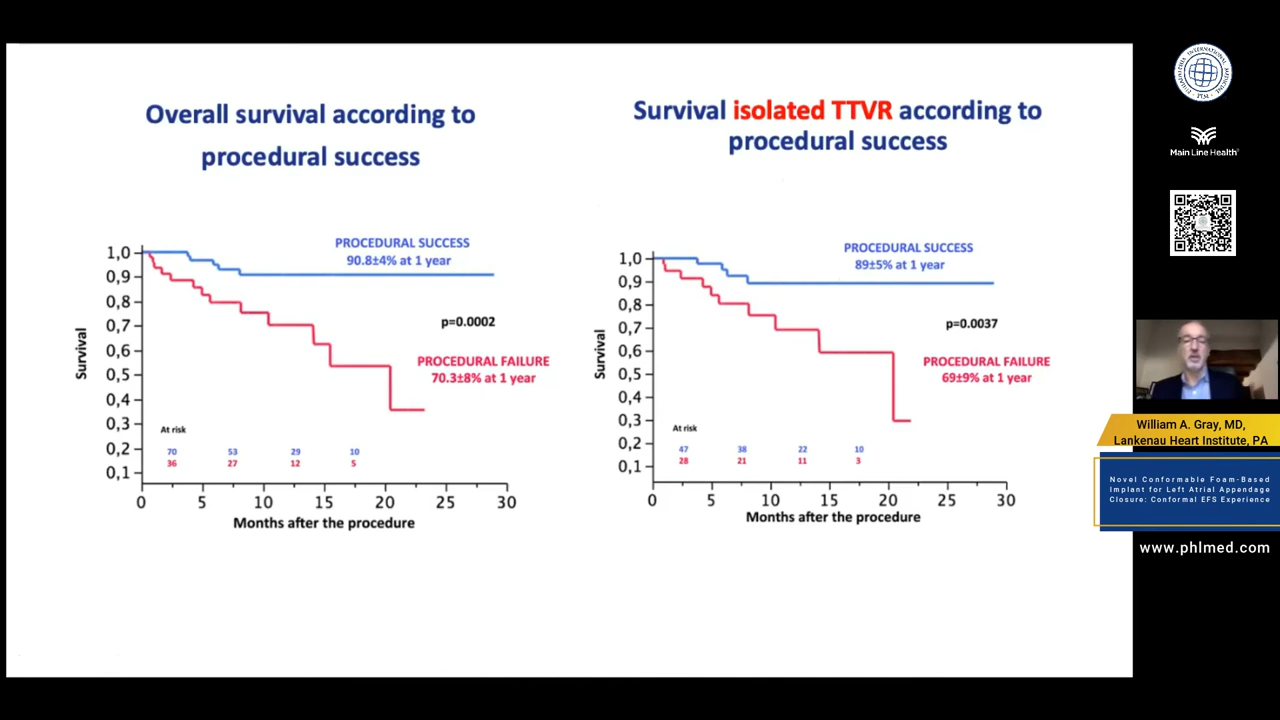 Overall survival according to
procedural success
Survival isolated TTVR according to
procedural success
PROCEDURAL SUCCESS
90.8±4% at 1 year
p=0.0002
PROCEDURAL FAILURE
70.3±8% at 1 year
Survival
1,0
0,9
0,8
0,7
0,6
0,5
0,4
0,3
0,2
0,1
At risk
70 53 29 10
36 27 12 5
0 5 10 15 20 25 30
Months after the procedure
PROCEDURAL SUCCESS
89±5% at 1 year
p=0.0037
PROCEDURAL FAILURE
69±9% at 1 year
Survival
1,0
0,9
0,8
0,7
0,6
0,5
0,4
0,3
0,2
0,1
At risk
47 38 22 10
28 21 11 3
0 5 10 15 20 25 30
Months after the procedure
PHILADELPHIA INTERNATIONAL MEDICINE
Main Line Health
William A. Gray, MD,
Lankenau Heart Institute, PA
Novel Conformable Foam-Based
Implant for Left Atrial Appendage
Closure: Conformal EFS Experience
www.phlmed.com